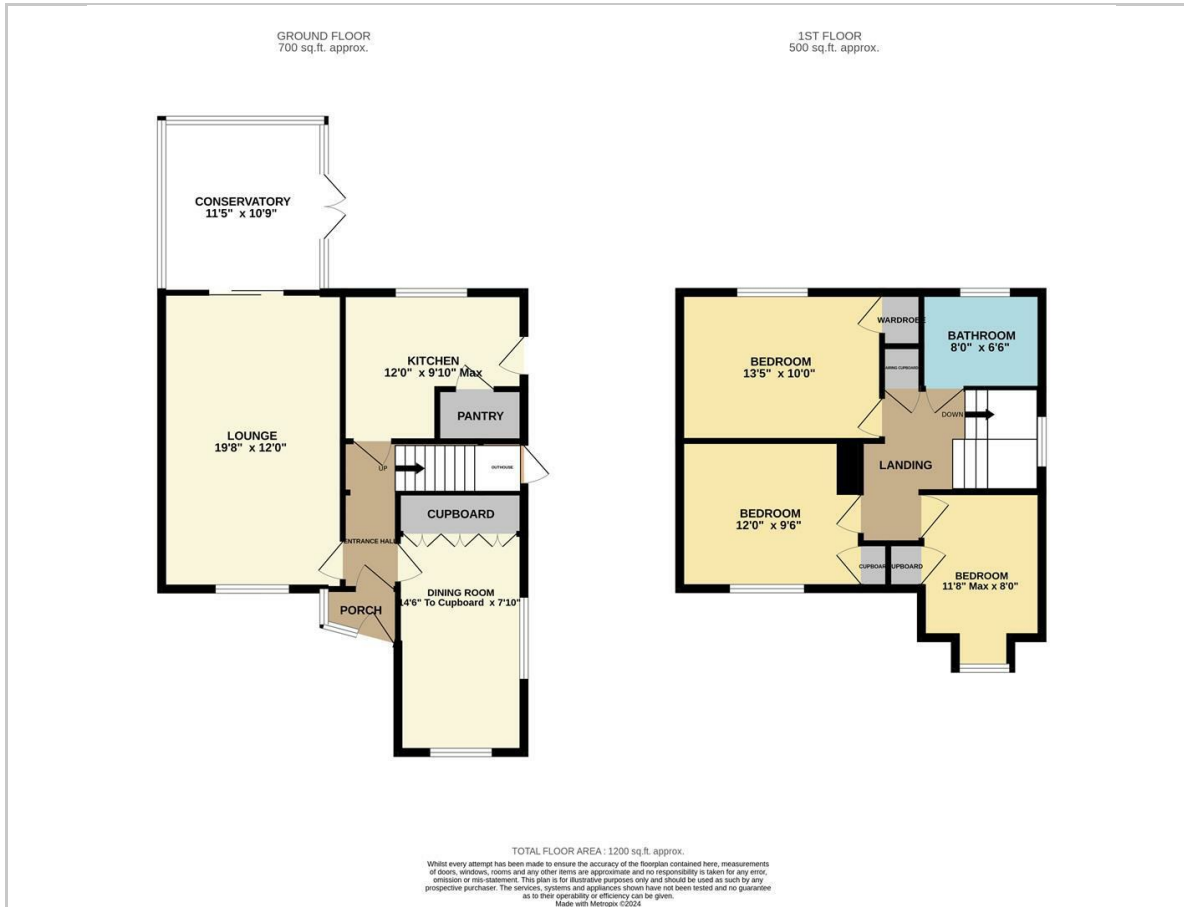 GROUND FLOOR
700 sq.ft. approx.
1ST FLOOR
500 sq.ft. approx.
CONSERVATORY
11'5" x 10'9"
KITCHEN
12'0" x 9'10" Max
PANTRY
LOUNGE
19'8" x 12'0"
UP
OUTHOUSE
CUPBOARD
ENTRANCE HALL
DINING ROOM
14'6" To Cupboard x 7'10"
PORCH
WARDROBE
BATHROOM
8'0" x 6'6"
BEDROOM
13'5" x 10'0"
AIRING CUPBOARD
DOWN
LANDING
BEDROOM
12'0" x 9'6"
CUPBOARD
CUPBOARD
BEDROOM
11'8" Max x 8'0"
TOTAL FLOOR AREA : 1200 sq.ft. approx.
Whilst every attempt has been made to ensure the accuracy of the floorplan contained here, measurements
of doors, windows, rooms and any other items are approximate and no responsibility is taken for any error,
omission or mis-statement. This plan is for illustrative purposes only and should be used as such by any
prospective purchaser. The services, systems and appliances shown have not been tested and no guarantee
as to their operability or efficiency can be given.
Made with Metropix ©2024